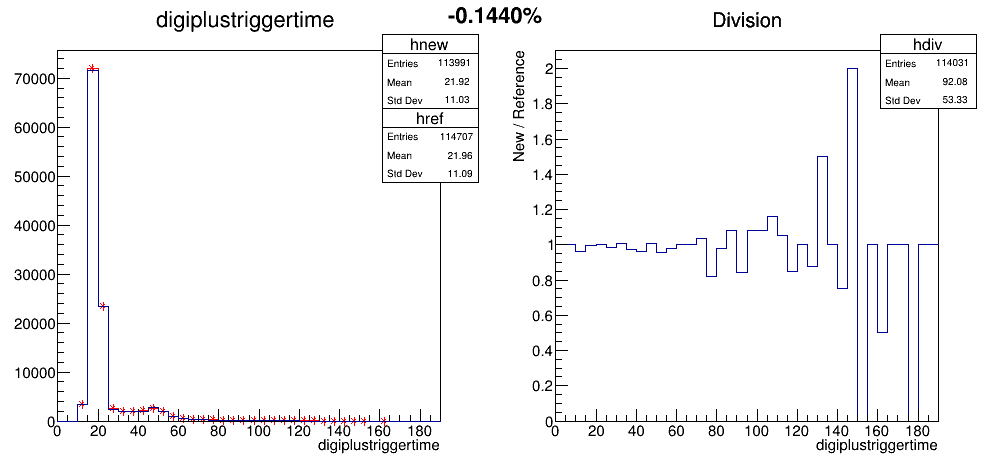 digiplustriggertime
-0.1440%
Division
hnew
Entries 113991
Mean 21.92
Std Dev 11.03
href
Entries 114707
Mean 21.96
Std Dev 11.09
70000
60000
50000
40000
30000
20000
10000
0
0 20 40 60 80 100 120 140 160 180
digiplustriggertime
hdiv
Entries 114031
Mean 92.08
Std Dev 53.33
New / Reference
2
1.8
1.6
1.4
1.2
1
0.8
0.6
0.4
0.2
0
0 20 40 60 80 100 120 140 160 180
digiplustriggertime